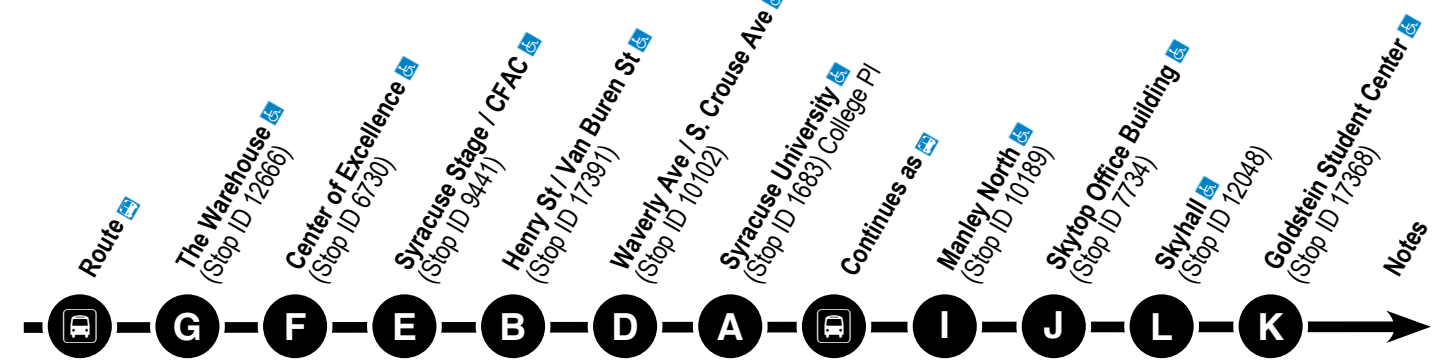 Route
The Warehouse
(Stop ID 12666)
Center of Excellence
(Stop ID 6730)
Syracuse Stage / CFAC
(Stop ID 9441)
Henry St / Van Buren St
(Stop ID 17391)
Waverly Ave / S. Crouse Ave
(Stop ID 10102)
Syracuse University
(Stop ID 1683) College Pl
Continues as
Manley North
(Stop ID 10189)
Skytop Office Building
(Stop ID 7734)
Skyhall
(Stop ID 12048)
Goldstein Student Center
(Stop ID 17368)
Notes
G F E B D A I J L K